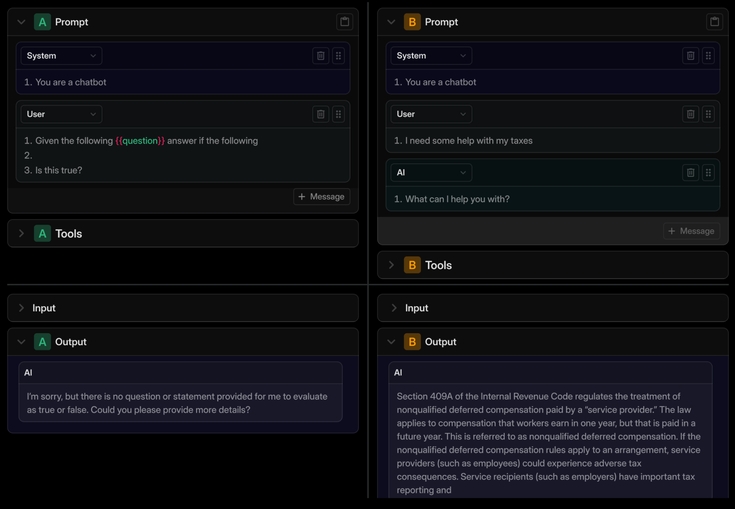 A Prompt
System
1. You are a chatbot
User
1. Given the following {{question}} answer if the following
2.
3. Is this true?
+ Message
A Tools
Input
A Output
AI
I'm sorry, but there is no question or statement provided for me to evaluate
as true or false. Could you please provide more details?
B Prompt
System
1. You are a chatbot
User
1. I need some help with my taxes
AI
1. What can I help you with?
+ Message
B Tools
Input
B Output
AI
Section 409A of the Internal Revenue Code regulates the treatment of
nonqualified deferred compensation paid by a “service provider.” The law
applies to compensation that workers earn in one year, but that is paid in a
future year. This is referred to as nonqualified deferred compensation. If the
nonqualified deferred compensation rules apply to an arrangement, service
providers (such as employees) could experience adverse tax
consequences. Service recipients (such as employers) have important tax
reporting and